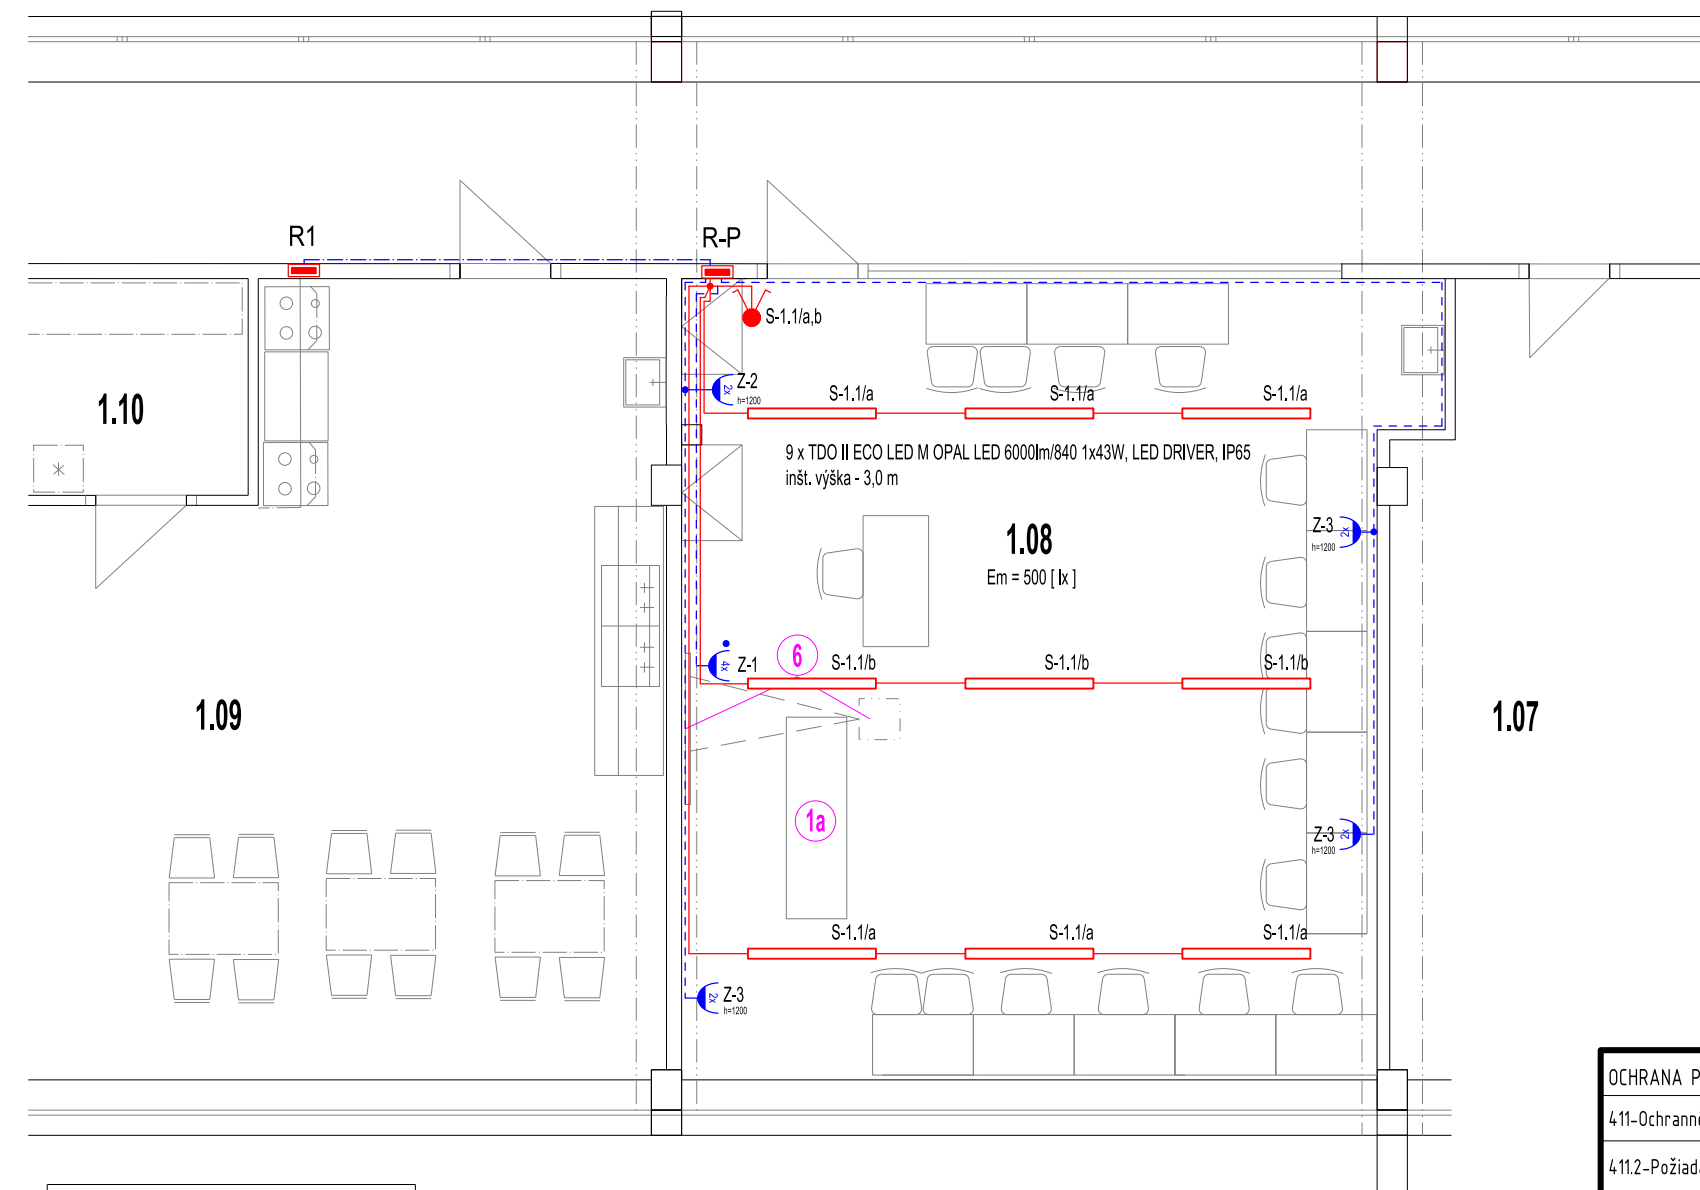 R1
R-P
S-1.1/a,b
Z-2
2x
h=1200
S-1.1/a
S-1.1/a
S-1.1/a
1.10
9 x TDO II ECO LED M OPAL LED 6000lm/840 1x43W, LED DRIVER, IP65
inšt. výška - 3,0 m
1.08
Em = 500 [ lx ]
Z-3
2x
h=1200
4x
Z-1
6
S-1.1/b
S-1.1/b
S-1.1/b
1.09
1.07
1a
Z-3
2x
h=1200
S-1.1/a
S-1.1/a
S-1.1/a
2x
Z-3
h=1200
OCHRANA P
411-Ochranné
411.2-Požiada